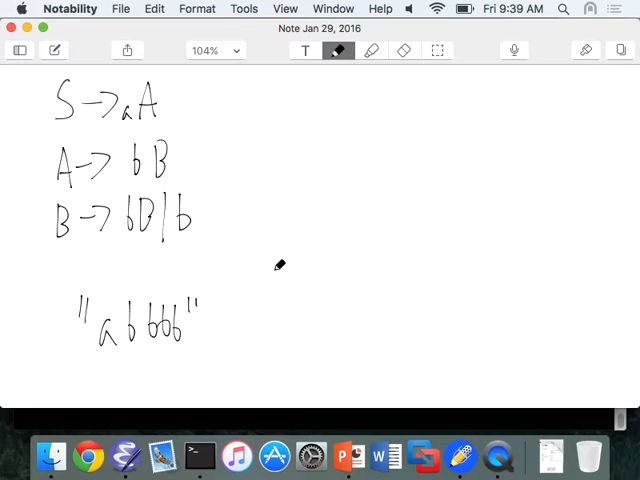 Notability File Edit View Format Tools Window Help Fri 9:39 AM
Note Jan 29, 2016
104% T
S → aA
A → bB
B → bB | b
"abbbb"